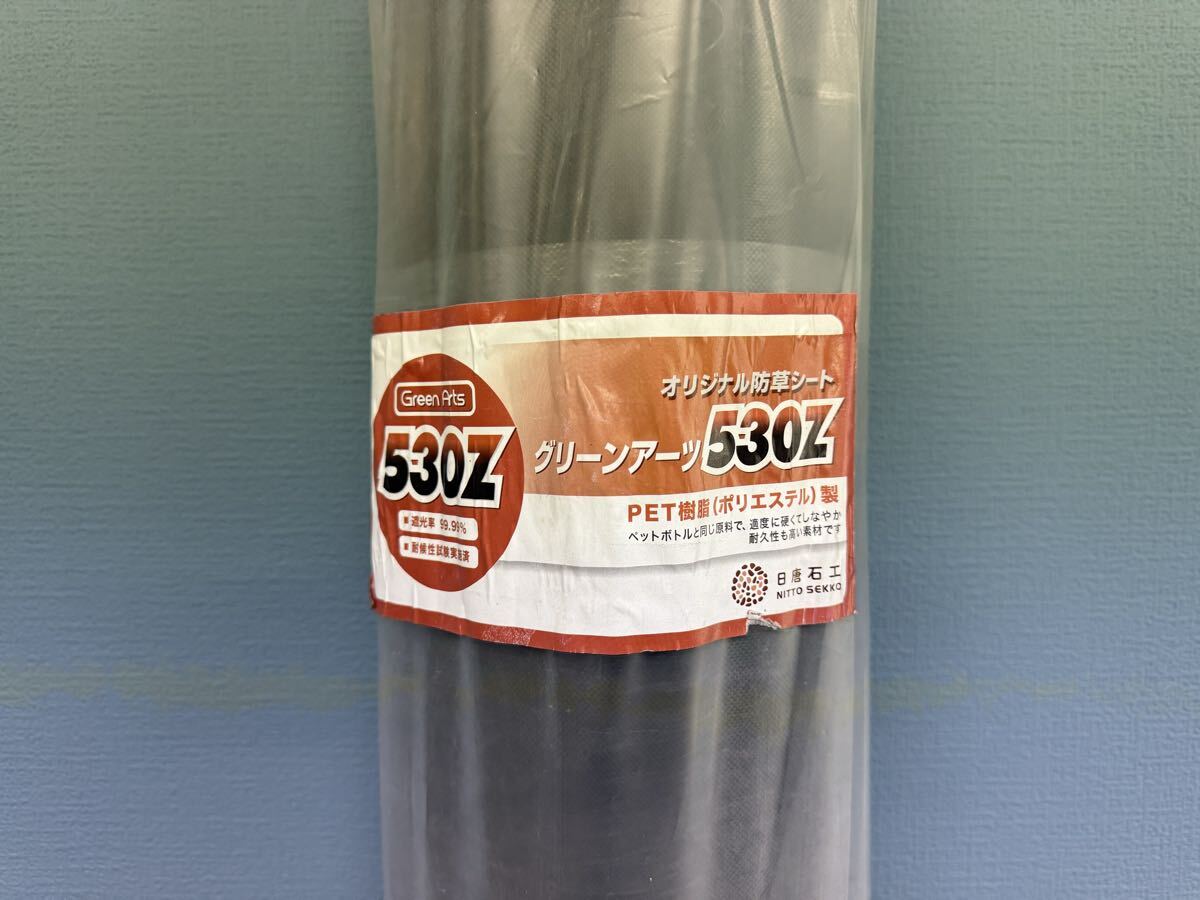 Green Arts
530Z
■ 遮光率 99.99%
■ 耐候性試験実施済
オリジナル防草シート
グリーンアーツ530Z
PET樹脂(ポリエステル)製
ペットボトルと同じ原料で、適度に硬くてしなやか
耐久性も高い素材です
日唐石工
NITTO SEKKO